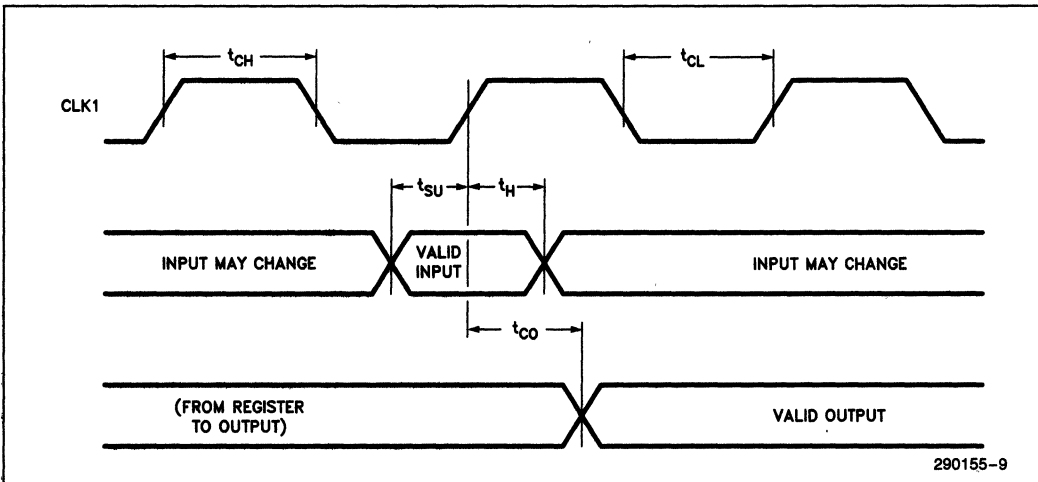 tCH
tCL
CLK1
tSU
tH
INPUT MAY CHANGE
VALID
INPUT
INPUT MAY CHANGE
tCO
(FROM REGISTER
TO OUTPUT)
VALID OUTPUT
290155-9